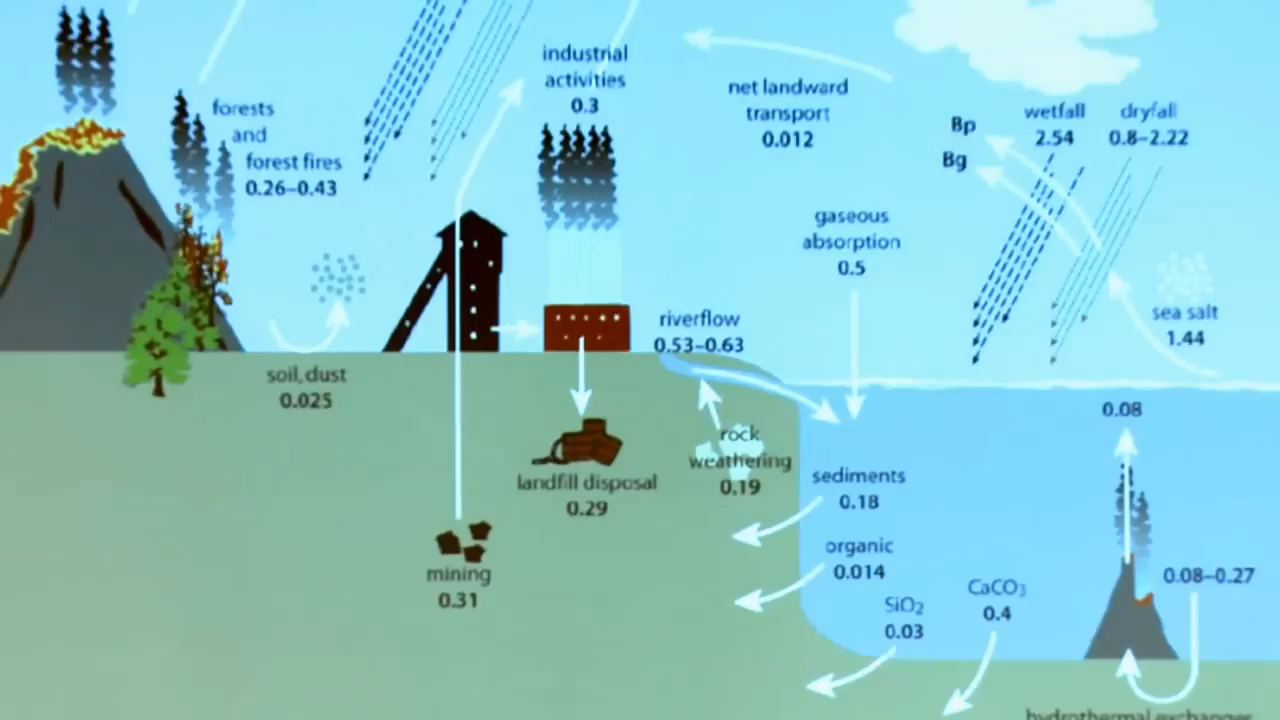 industrial
activities
0.3
net landward
transport
0.012
forests
and
forest fires
0.26–0.43
wetfall
2.54
dryfall
0.8–2.22
Bp
Bg
gaseous
absorption
0.5
sea salt
1.44
riverflow
0.53–0.63
soil, dust
0.025
0.08
rock
weathering
0.19
landfill disposal
0.29
sediments
0.18
organic
0.014
mining
0.31
SiO₂
0.03
CaCO₃
0.4
0.08–0.27
hydrothermal exchanges